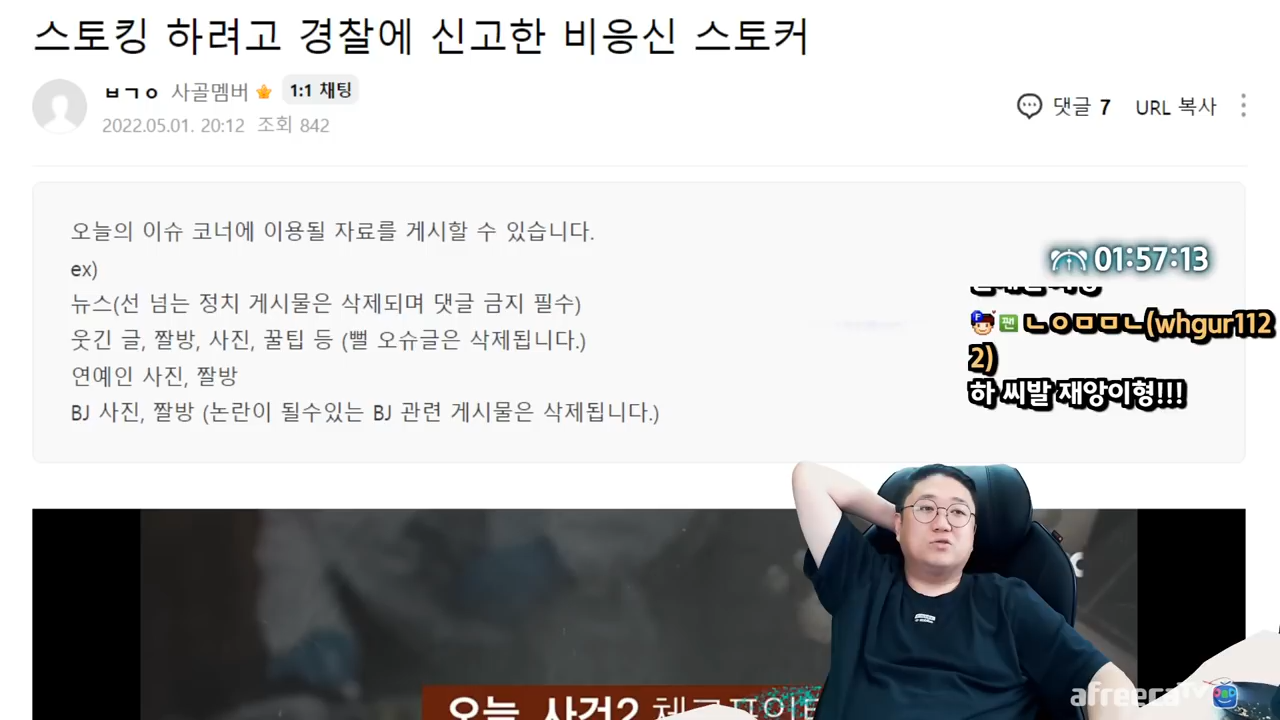 스토킹 하려고 경찰에 신고한 비응신 스토커
ㅂㄱㅇ 사골멤버 1:1 채팅
2022.05.01. 20:12 조회 842
댓글 7 URL 복사
오늘의 이슈 코너에 이용될 자료를 게시할 수 있습니다.
ex)
뉴스(선 넘는 정치 게시물은 삭제되며 댓글 금지 필수)
웃긴 글, 짤방, 사진, 꿀팁 등 (뻘 오슈글은 삭제됩니다.)
연예인 사진, 짤방
BJ 사진, 짤방 (논란이 될수있는 BJ 관련 게시물은 삭제됩니다.)
01:57:13
F 팬 ㄴㅇㅁㅁㄴ(whgur112
2)
하 씨발 재앙이형!!!
오늘 사건2
afreecaTV